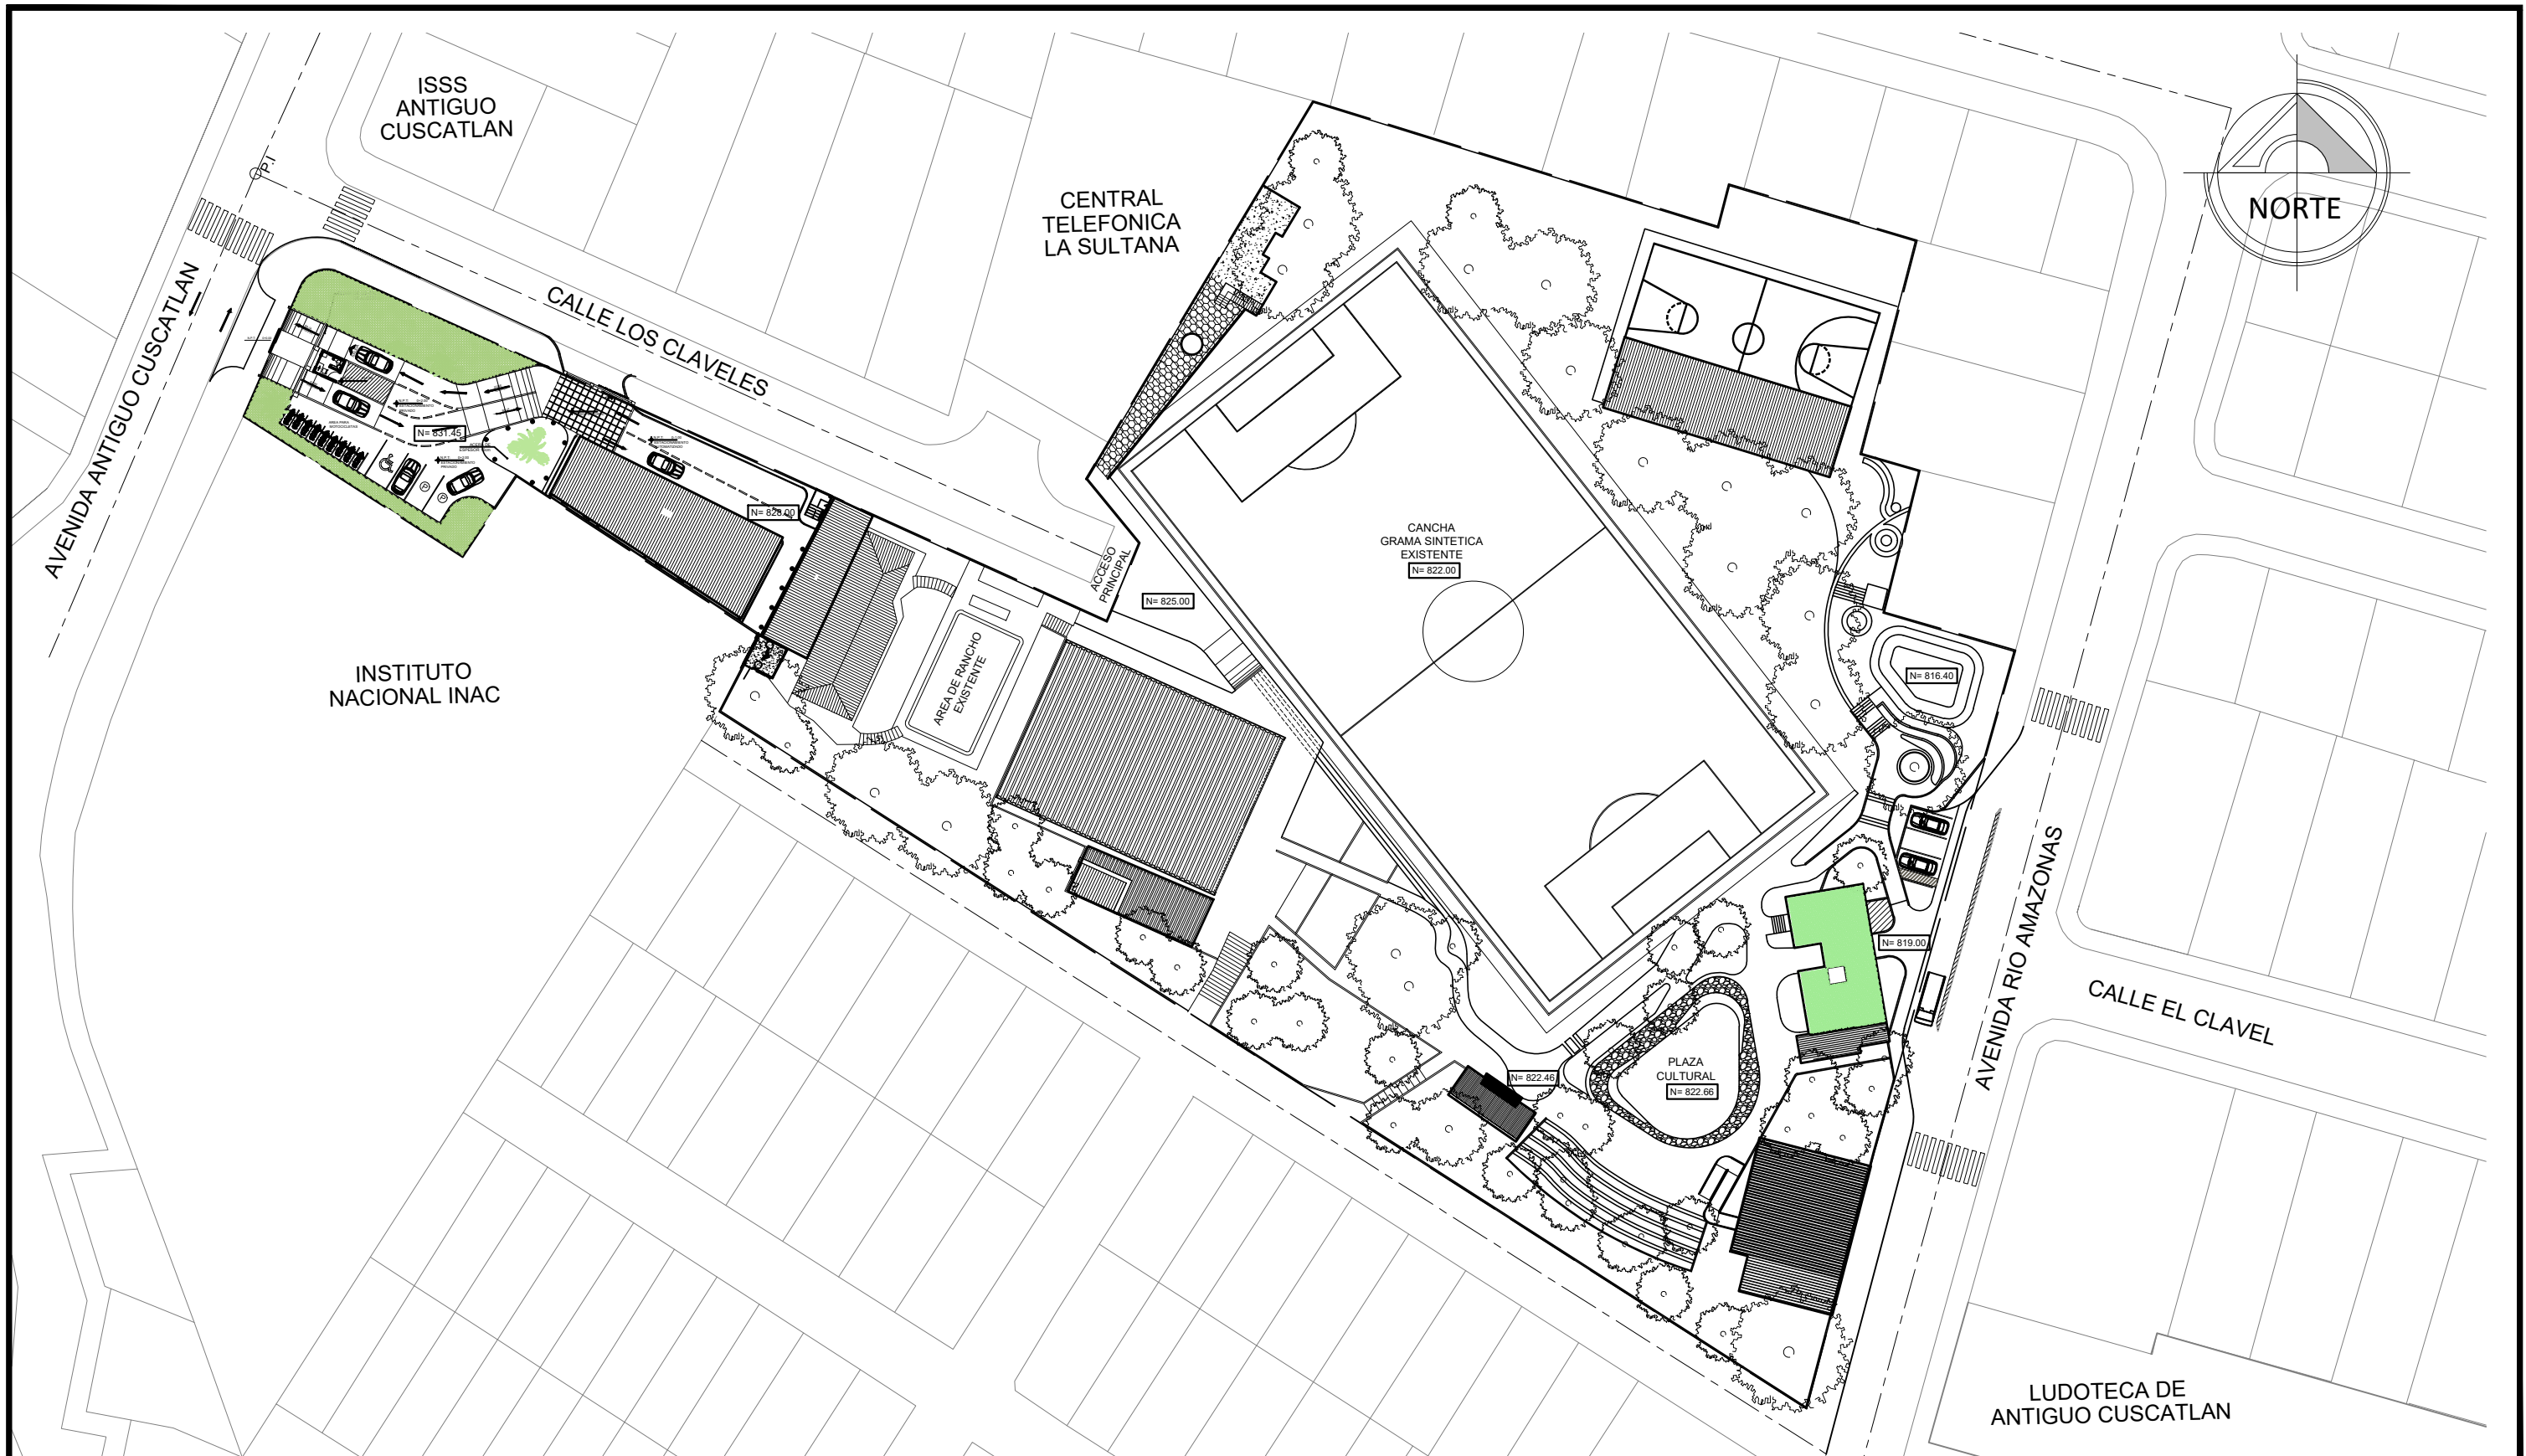 ISSS
ANTIGUO
CUSCATLAN
P.I
CENTRAL
TELEFONICA
LA SULTANA
NORTE
AVENIDA ANTIGUO CUSCATLAN
CALLE LOS CLAVELES
N= 831.45
N= 828.00
INSTITUTO
NACIONAL INAC
AREA DE RANCHO
EXISTENTE
ACCESO
PRINCIPAL
N= 825.00
CANCHA
GRAMA SINTETICA
EXISTENTE
N= 822.00
N= 816.40
AVENIDA RIO AMAZONAS
N= 819.00
CALLE EL CLAVEL
PLAZA
CULTURAL
N= 822.66
N= 822.46
LUDOTECA DE
ANTIGUO CUSCATLAN